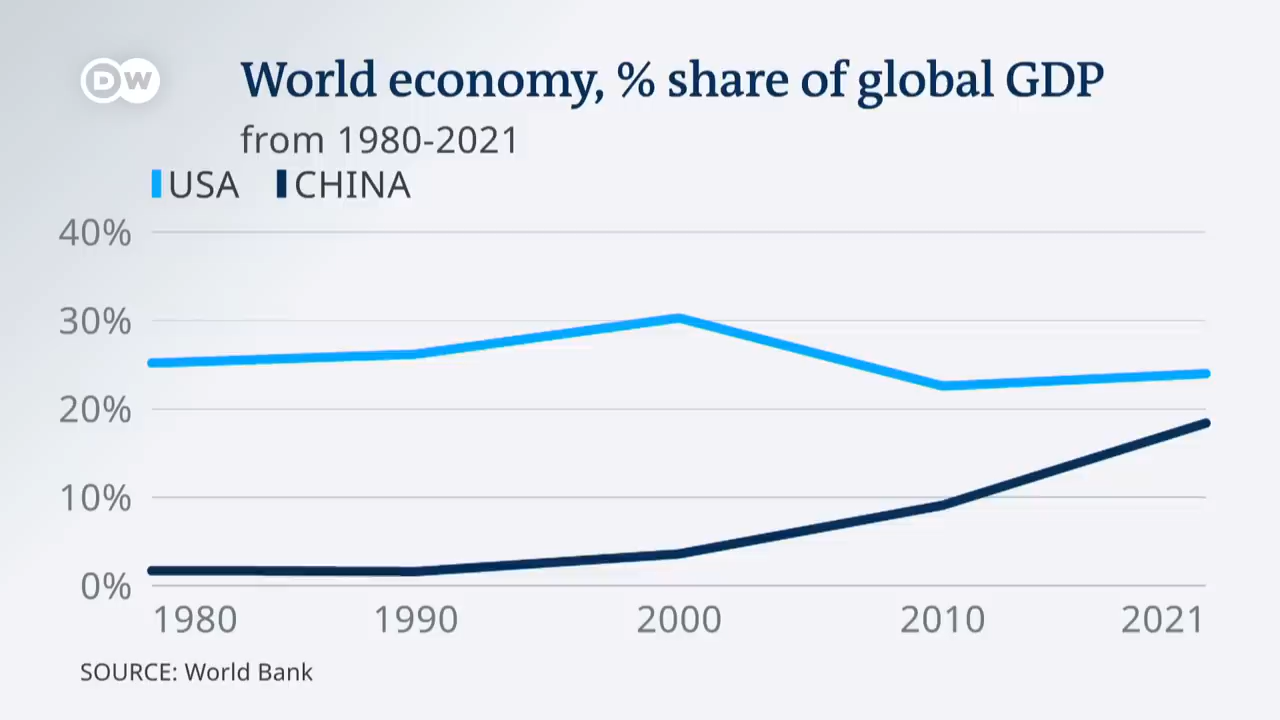 DW
World economy, % share of global GDP
from 1980-2021
USA CHINA
40%
30%
20%
10%
0%
1980 1990 2000 2010 2021
SOURCE: World Bank